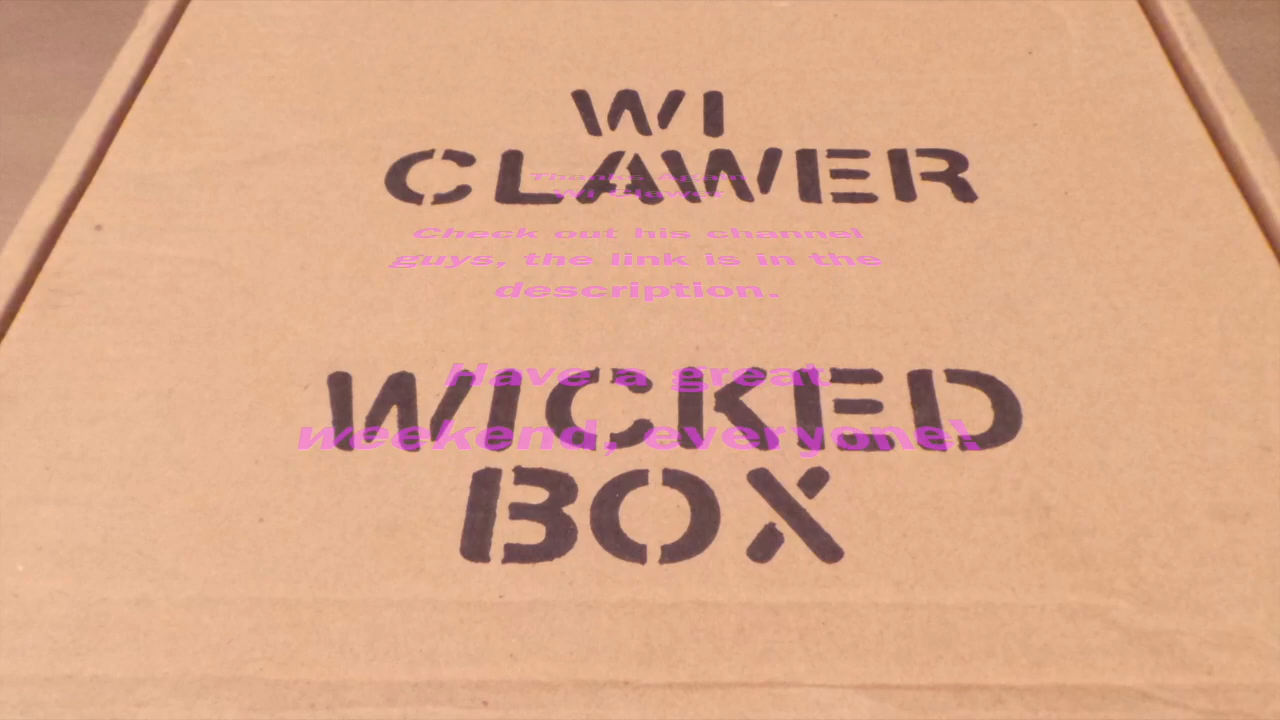 WI
CLAWER
Thanks Again
Wi Clawer
Check out his channel
guys, the link is in the
description.
Have a great
weekend, everyone!
WICKED
BOX